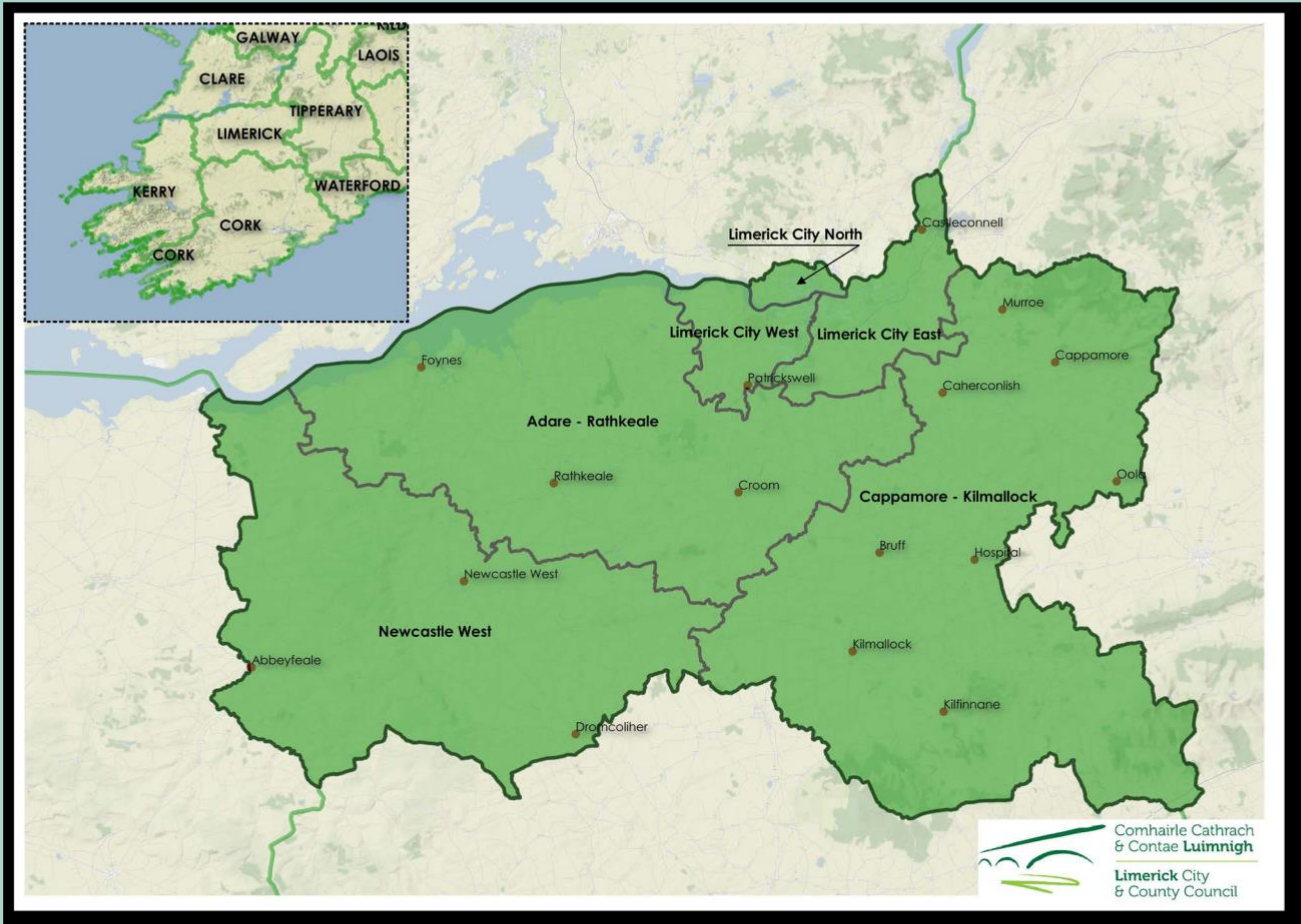 KILD
GALWAY
LAOIS
CLARE
TIPPERARY
LIMERICK
KERRY
WATERFORD
CORK
CORK
Castleconnell
Limerick City North
Murroe
Limerick City West
Limerick City East
Foynes
Cappamore
Patrickswell
Caherconlish
Adare - Rathkeale
Rathkeale
Oola
Croom
Cappamore - Kilmallock
Bruff
Hospital
Newcastle West
Newcastle West
Kilmallock
Abbeyfeale
Kilfinnane
Dromcoliher
Comhairle Cathrach
& Contae Luimnigh
Limerick City
& County Council